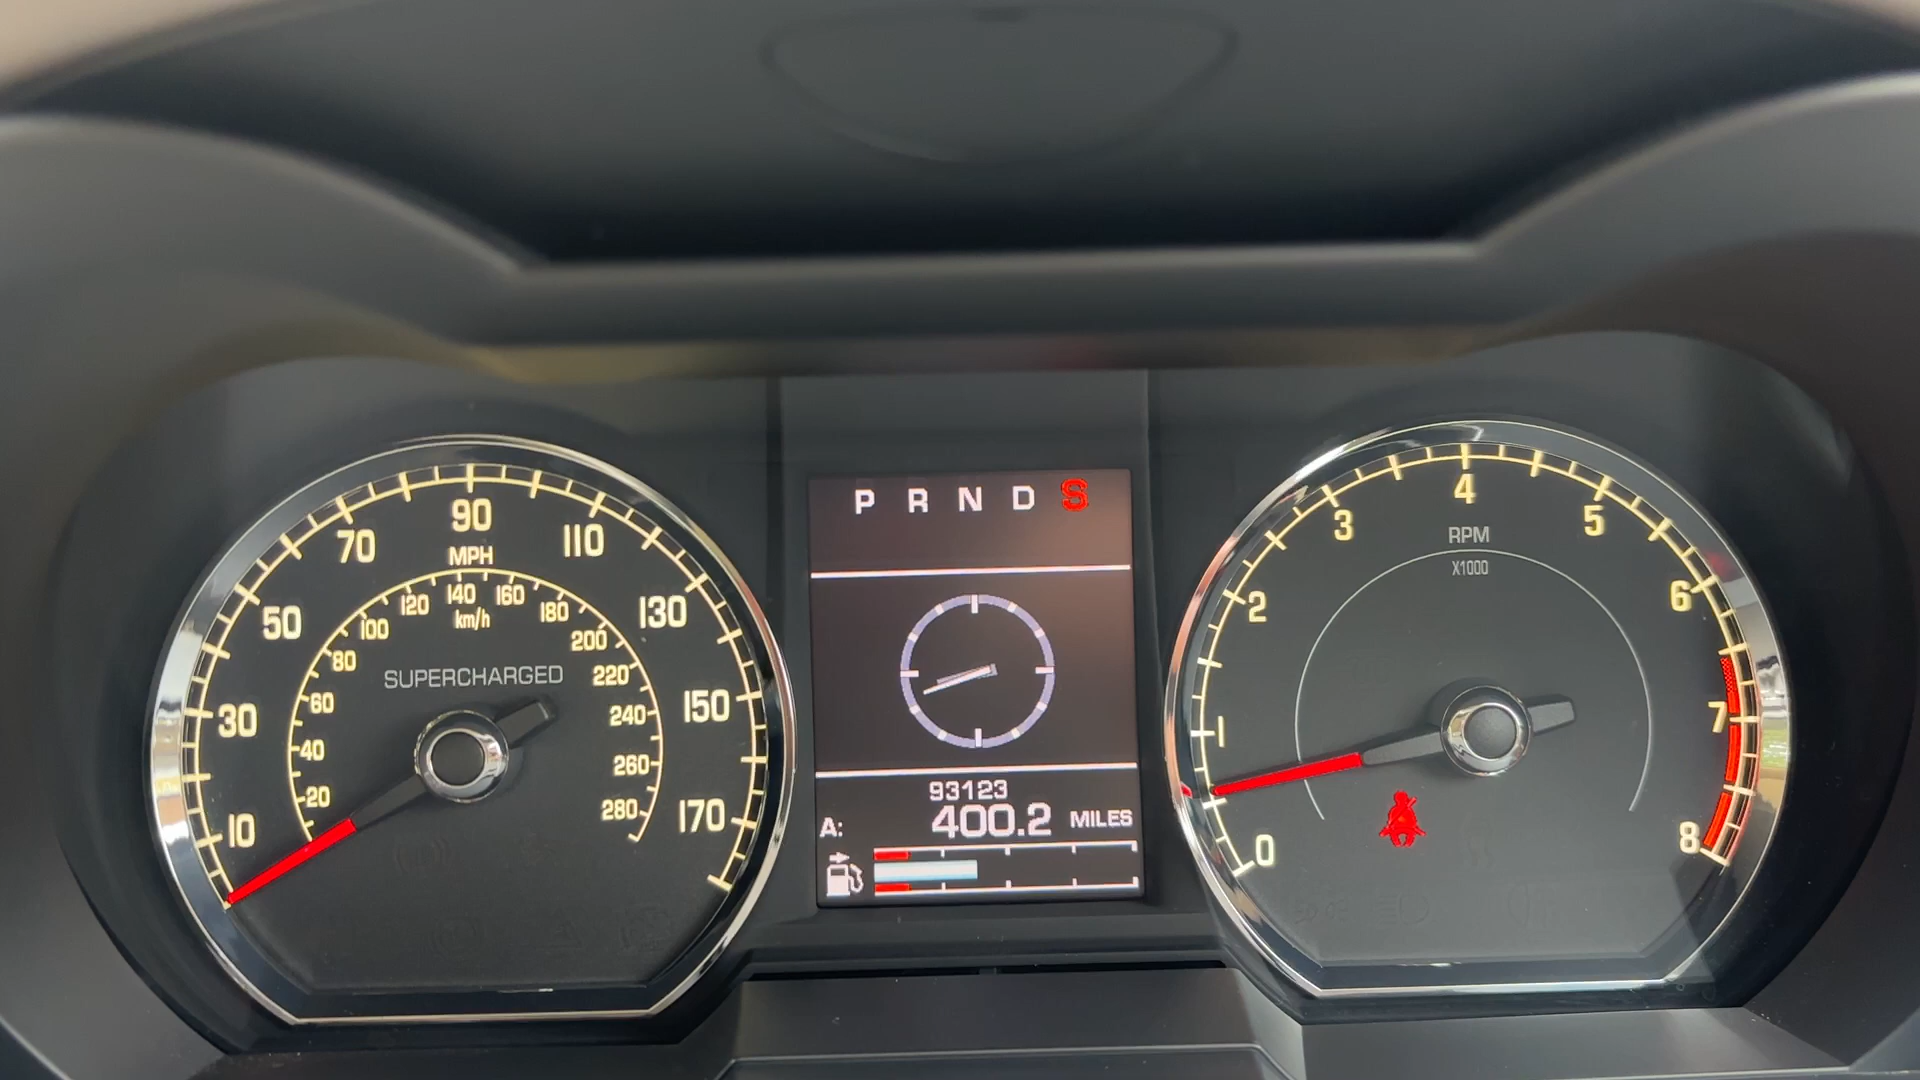 10 30 50 70 90 110 130 150 170
MPH
20 40 60 80 100 120 140 160 180 200 220 240 260 280
km/h
SUPERCHARGED
P R N D S
93123
A: 400.2 MILES
0 1 2 3 4 5 6 7 8
RPM
X1000